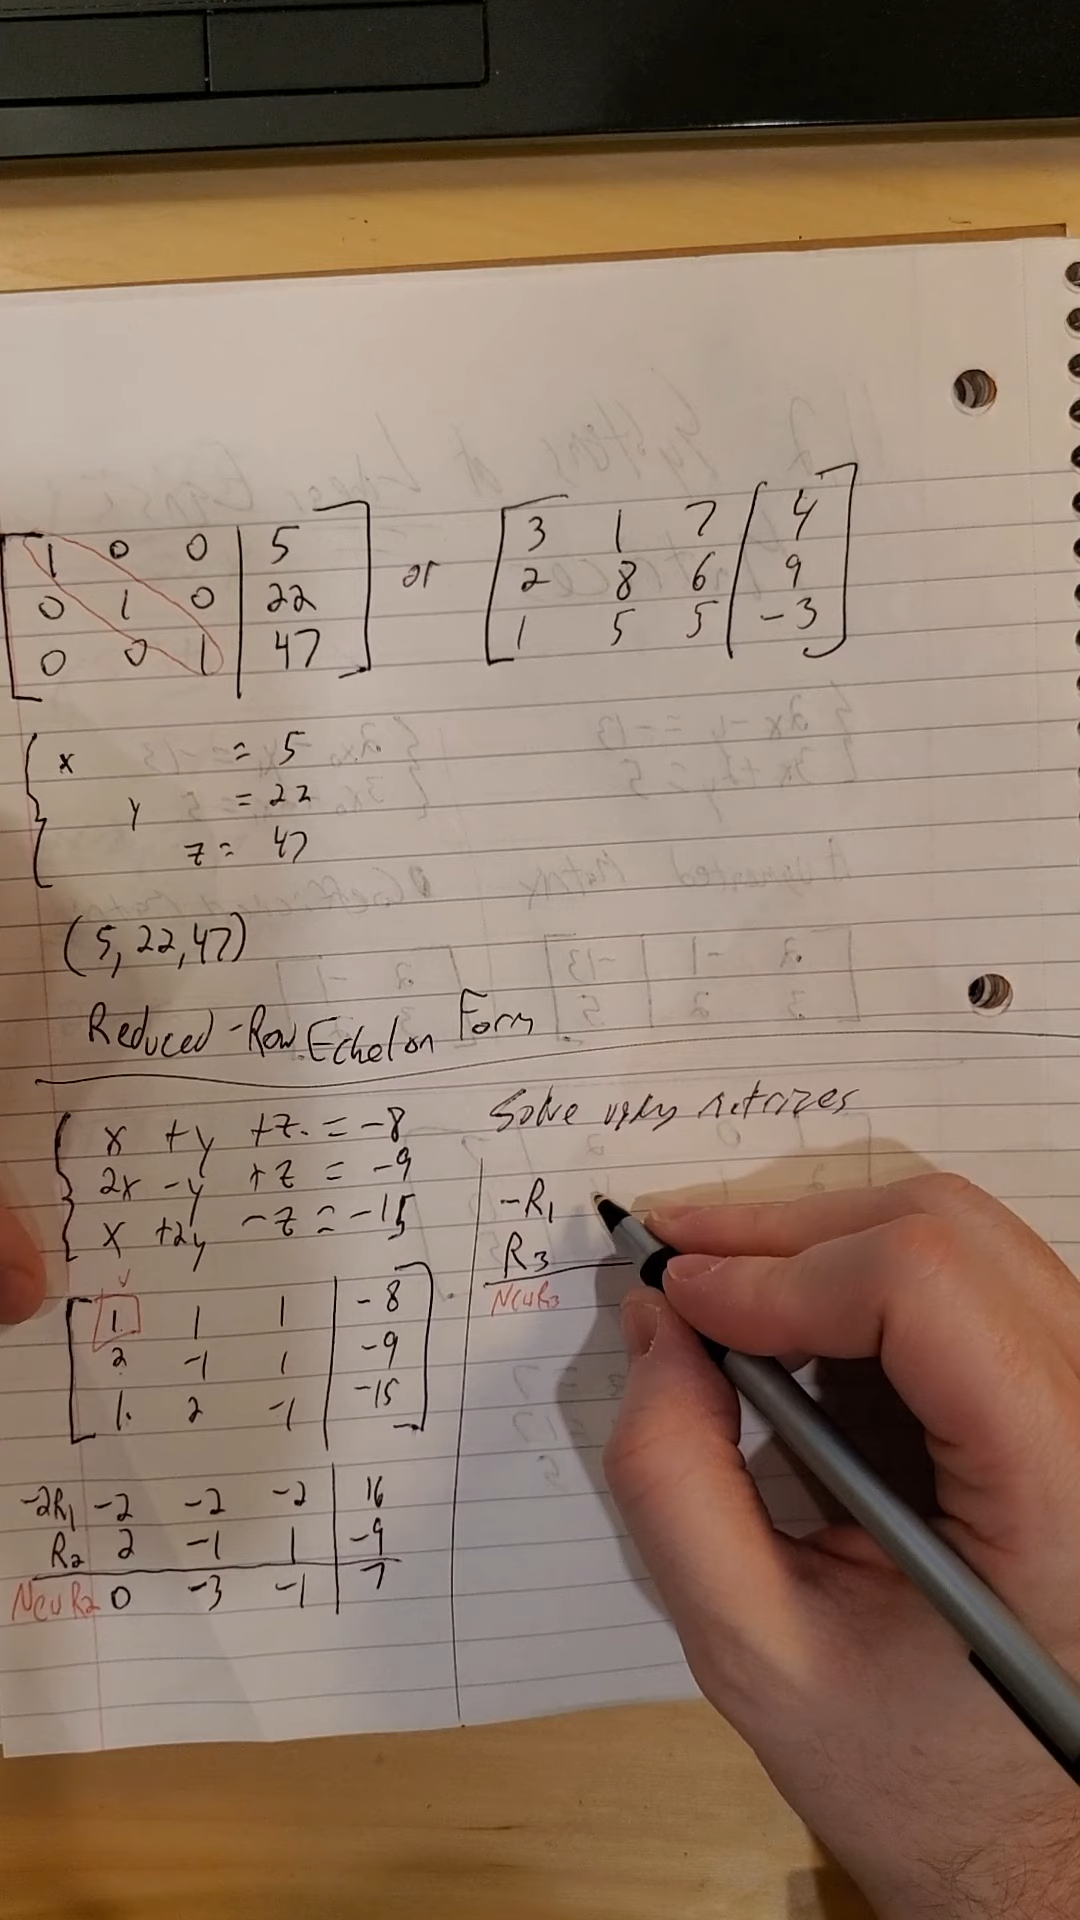 1 0 0 | 5 or 3 1 7 | 4
0 1 0 | 22 2 8 6 | 9
0 0 1 | 47 1 5 5 | -3
x = 5
y = 22
z = 47
(5, 22, 47)
Reduced-Row Echelon Form
x + y + z = -8
2x - y + z = -9
x + 2y - z = -15
1 1 1 | -8
2 -1 1 | -9
1 2 -1 | -15
-2R1 -2 -2 -2 | 16
R2 2 -1 1 | -9
New R2 0 -3 -1 | 7
Solve using matrizes
-R1
R3
New R3